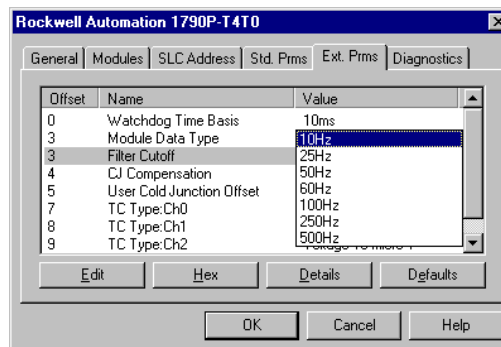 Rockwell Automation 1790P-T4T0
General Modules SLC Address Std. Prms Ext. Prms Diagnostics
Offset Name Value
0 Watchdog Time Basis 10ms
3 Module Data Type 10Hz
3 Filter Cutoff 25Hz
4 CJ Compensation 50Hz
5 User Cold Junction Offset 60Hz
7 TC Type:Ch0 100Hz
8 TC Type:Ch1 250Hz
9 TC Type:Ch2 500Hz
Edit Hex Details Defaults
OK Cancel Help